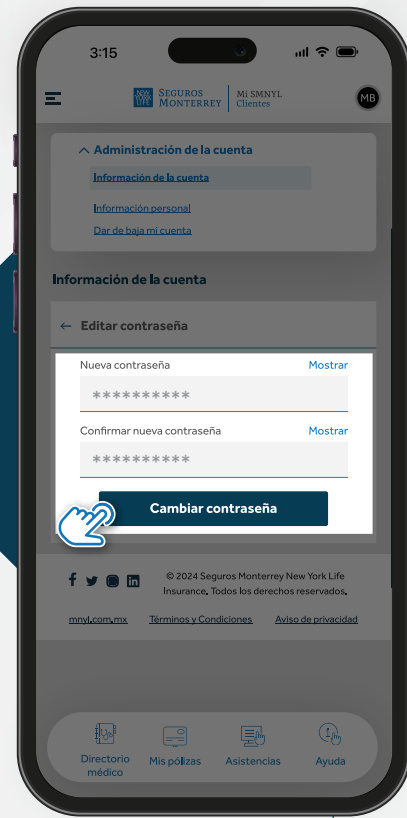 3:15
NEW YORK LIFE
SEGUROS MONTERREY
Mi SMNYL Clientes
MB
Administración de la cuenta
Información de la cuenta
Información personal
Dar de baja mi cuenta
Información de la cuenta
← Editar contraseña
Nueva contraseña Mostrar
**********
Confirmar nueva contraseña Mostrar
**********
Cambiar contraseña
© 2024 Seguros Monterrey New York Life
Insurance, Todos los derechos reservados,
mnyl,com,mx Términos y Condiciones Aviso de privacidad
Directorio
médico
Mis pólizas
Asistencias
Ayuda